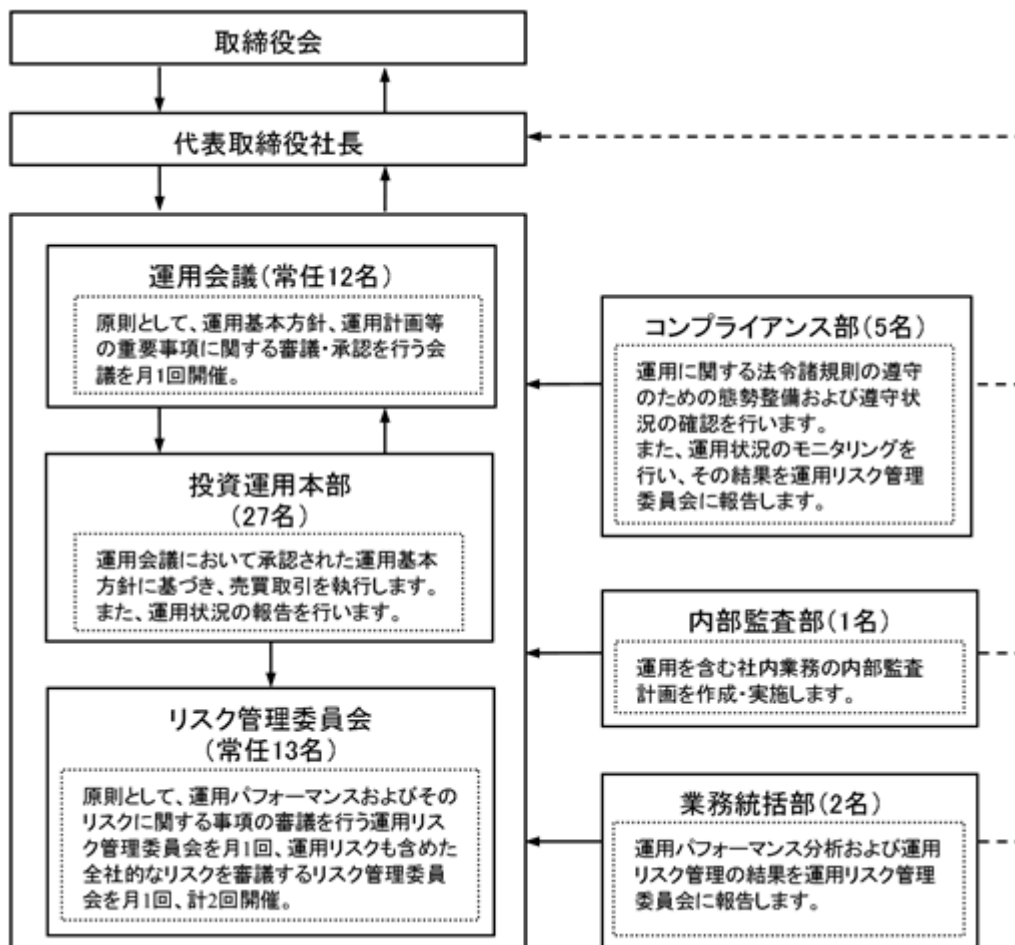 取締役会
代表取締役社長
運用会議(常任12名)
原則として、運用基本方針、運用計画等
の重要事項に関する審議・承認を行う会
議を月1回開催。
投資運用本部
(27名)
運用会議において承認された運用基本
方針に基づき、売買取引を執行します。
また、運用状況の報告を行います。
リスク管理委員会
(常任13名)
原則として、運用パフォーマンスおよびその
リスクに関する事項の審議を行う運用リス
ク管理委員会を月1回、運用リスクも含めた
全社的なリスクを審議するリスク管理委員
会を月1回、計2回開催。
コンプライアンス部(5名)
運用に関する法令諸規則の遵守
のための態勢整備および遵守状
況の確認を行います。
また、運用状況のモニタリングを
行い、その結果を運用リスク管理
委員会に報告します。
内部監査部(1名)
運用を含む社内業務の内部監査
計画を作成・実施します。
業務統括部(2名)
運用パフォーマンス分析および運用
リスク管理の結果を運用リスク管理
委員会に報告します。